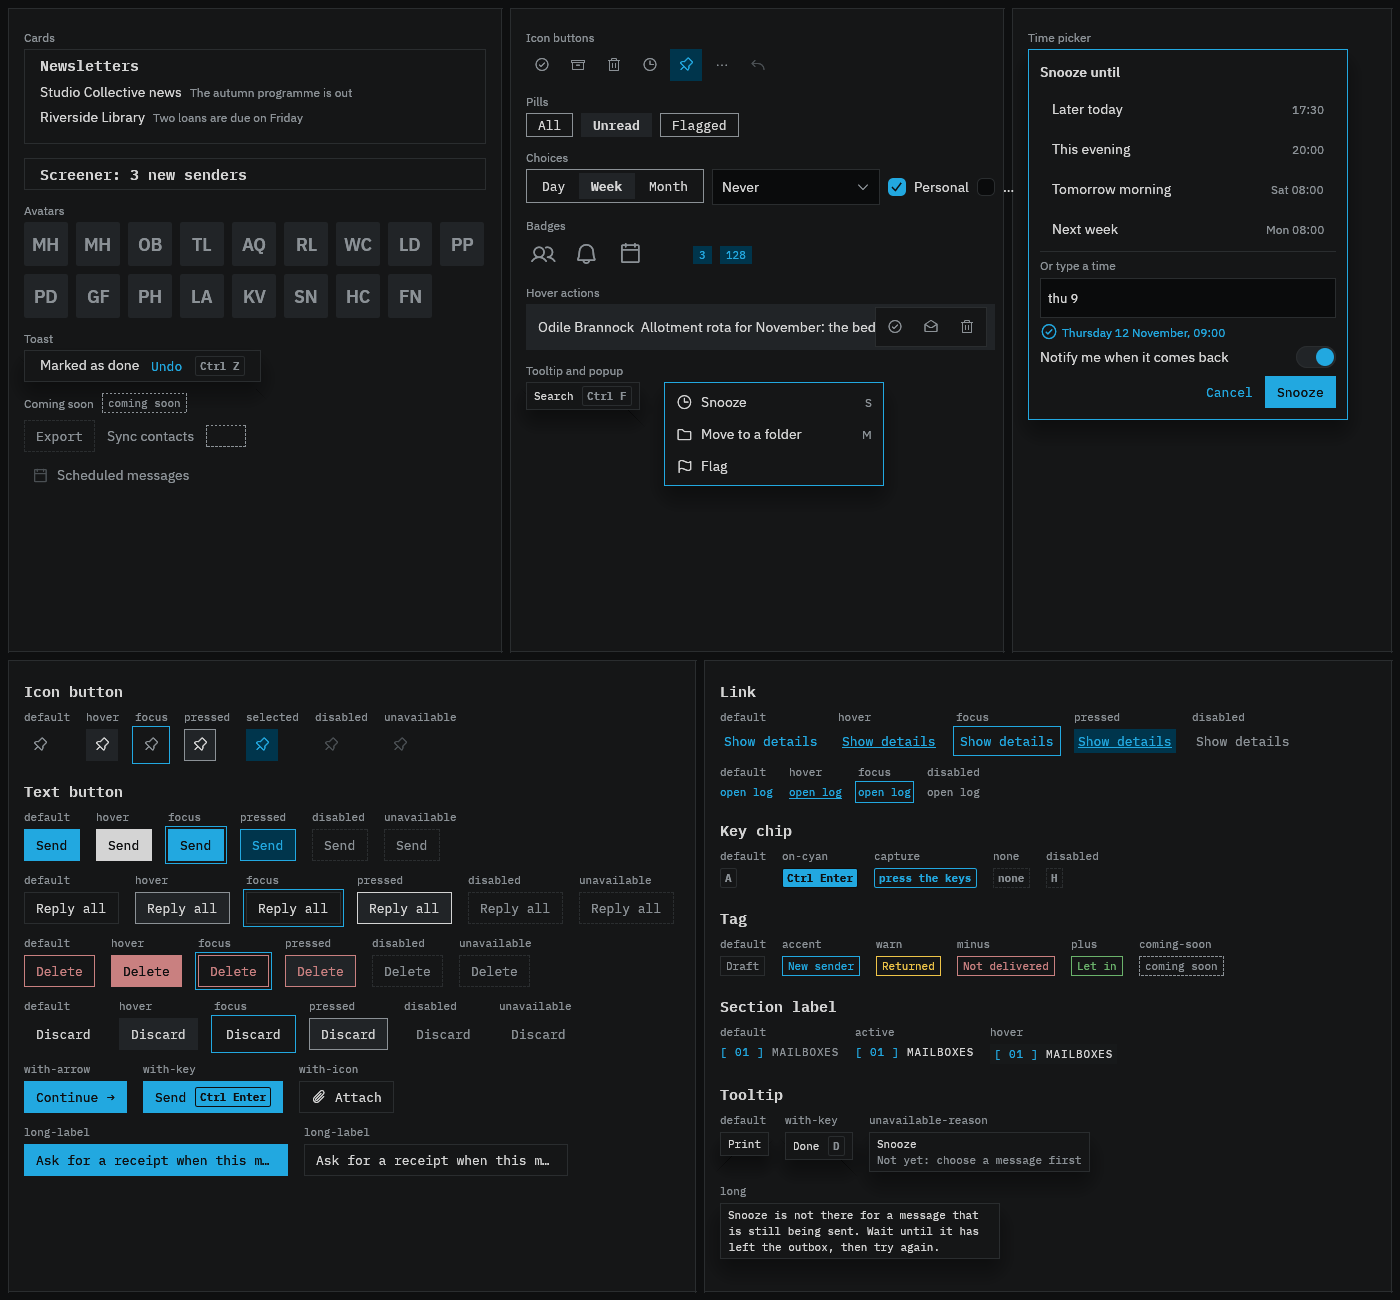 Cards
Newsletters
Studio Collective news The autumn programme is out
Riverside Library Two loans are due on Friday
Screener: 3 new senders
Avatars
MH MH OB TL AQ RL WC LD PP
PD GF PH LA KV SN HC FN
Toast
Marked as done Undo Ctrl Z
Coming soon coming soon
Export Sync contacts
Scheduled messages
Icon buttons
Pills
All Unread Flagged
Choices
Day Week Month Never Personal ...
Badges
3 128
Hover actions
Odile Brannock Allotment rota for November: the bed
Tooltip and popup
Search Ctrl F
Snooze S
Move to a folder M
Flag
Time picker
Snooze until
Later today 17:30
This evening 20:00
Tomorrow morning Sat 08:00
Next week Mon 08:00
Or type a time
thu 9
Thursday 12 November, 09:00
Notify me when it comes back
Cancel Snooze
Icon button
default hover focus pressed selected disabled unavailable
Text button
default hover focus pressed disabled unavailable
Send Send Send Send Send Send
default hover focus pressed disabled unavailable
Reply all Reply all Reply all Reply all Reply all Reply all
default hover focus pressed disabled unavailable
Delete Delete Delete Delete Delete Delete
default hover focus pressed disabled unavailable
Discard Discard Discard Discard Discard Discard
with-arrow with-key with-icon
Continue → Send Ctrl Enter Attach
long-label long-label
Ask for a receipt when this m… Ask for a receipt when this m…
Link
default hover focus pressed disabled
Show details Show details Show details Show details Show details
default hover focus disabled
open log open log open log open log
Key chip
default on-cyan capture none disabled
A Ctrl Enter press the keys none H
Tag
default accent warn minus plus coming-soon
Draft New sender Returned Not delivered Let in coming soon
Section label
default active hover
[ 01 ] MAILBOXES [ 01 ] MAILBOXES [ 01 ] MAILBOXES
Tooltip
default with-key unavailable-reason
Print Done D Snooze
Not yet: choose a message first
long
Snooze is not there for a message that
is still being sent. Wait until it has
left the outbox, then try again.